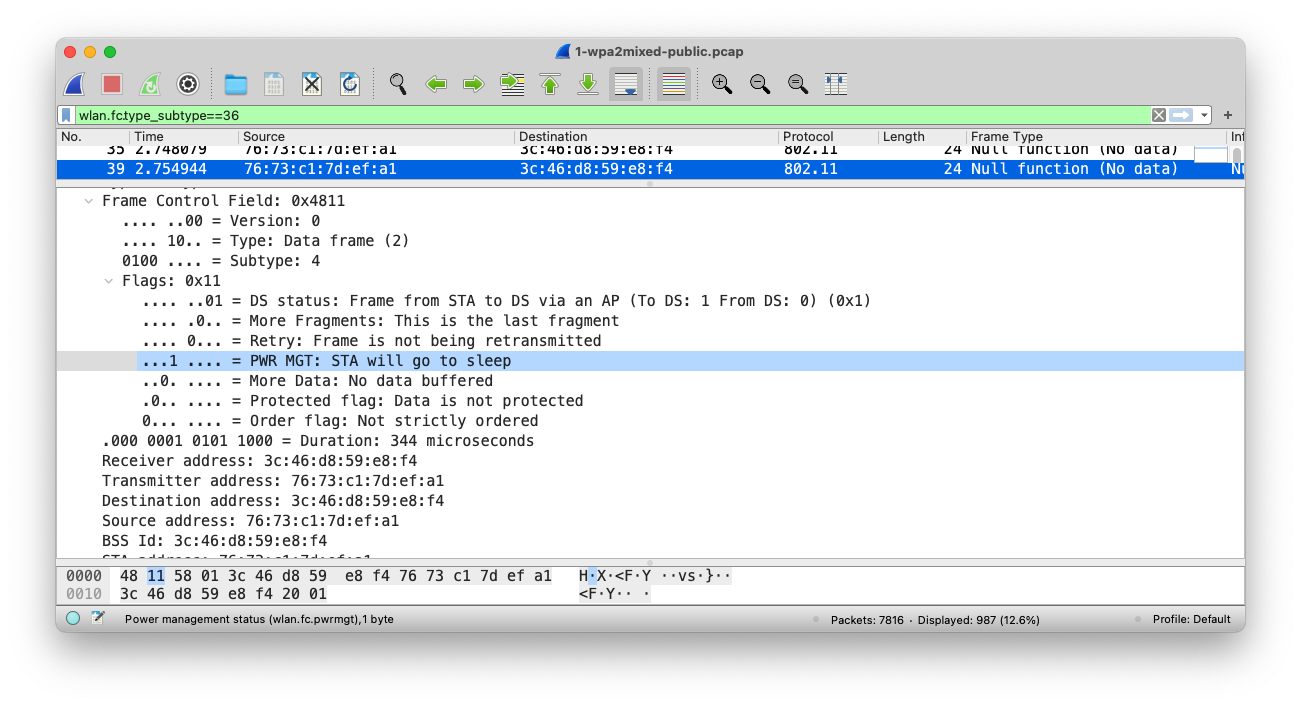 1-wpa2mixed-public.pcap
wlan.fc.type_subtype==36
No. Time Source Destination Protocol Length Frame Type Inf
35 2.748079 76:73:c1:7d:ef:a1 3c:46:d8:59:e8:f4 802.11 24 Null function (No data)
39 2.754944 76:73:c1:7d:ef:a1 3c:46:d8:59:e8:f4 802.11 24 Null function (No data) Nu
Frame Control Field: 0x4811
.... ..00 = Version: 0
.... 10.. = Type: Data frame (2)
0100 .... = Subtype: 4
Flags: 0x11
.... ..01 = DS status: Frame from STA to DS via an AP (To DS: 1 From DS: 0) (0x1)
.... .0.. = More Fragments: This is the last fragment
.... 0... = Retry: Frame is not being retransmitted
...1 .... = PWR MGT: STA will go to sleep
..0. .... = More Data: No data buffered
.0.. .... = Protected flag: Data is not protected
0... .... = Order flag: Not strictly ordered
.000 0001 0101 1000 = Duration: 344 microseconds
Receiver address: 3c:46:d8:59:e8:f4
Transmitter address: 76:73:c1:7d:ef:a1
Destination address: 3c:46:d8:59:e8:f4
Source address: 76:73:c1:7d:ef:a1
BSS Id: 3c:46:d8:59:e8:f4
STA address: 76:73:c1:7d:ef:a1
0000 48 11 58 01 3c 46 d8 59 e8 f4 76 73 c1 7d ef a1 H·X·<F·Y ··vs·}··
0010 3c 46 d8 59 e8 f4 20 01 <F·Y·· ·
Power management status (wlan.fc.pwrmgt), 1 byte
Packets: 7816 · Displayed: 987 (12.6%)
Profile: Default